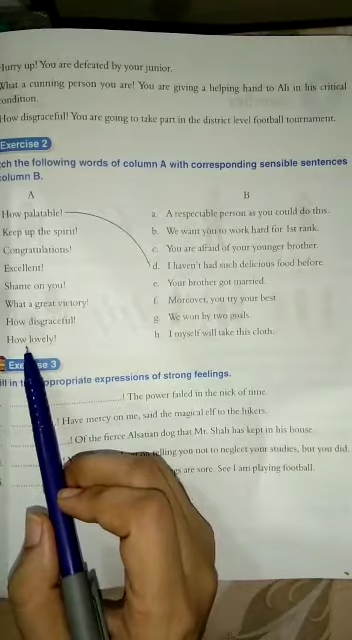 Hurry up! You are defeated by your junior.
What a cunning person you are! You are giving a helping hand to Ali in his critical
condition.
How disgraceful! You are going to take part in the district level football tournament.
Exercise 2
tch the following words of column A with corresponding sensible sentences
column B.
A B
How palatable! a. A respectable person as you could do this.
Keep up the spirit! b. We want you to work hard for 1st rank.
Congratulations! c. You are afraid of your younger brother.
Excellent! d. I haven't had such delicious food before.
Shame on you! e. Your brother got married.
What a great victory! f. Moreover, you try your best
How disgraceful! g. We won by two goals.
How lovely! h. I myself will take this cloth.
Exercise 3
ill in appropriate expressions of strong feelings.
! The power failed in the nick of time.
! Have mercy on me, said the magical elf to the hikers.
! Of the fierce Alsatian dog that Mr. Shah has kept in his house.
telling you not to neglect your studies, but you did.
are sore. See I am playing football.